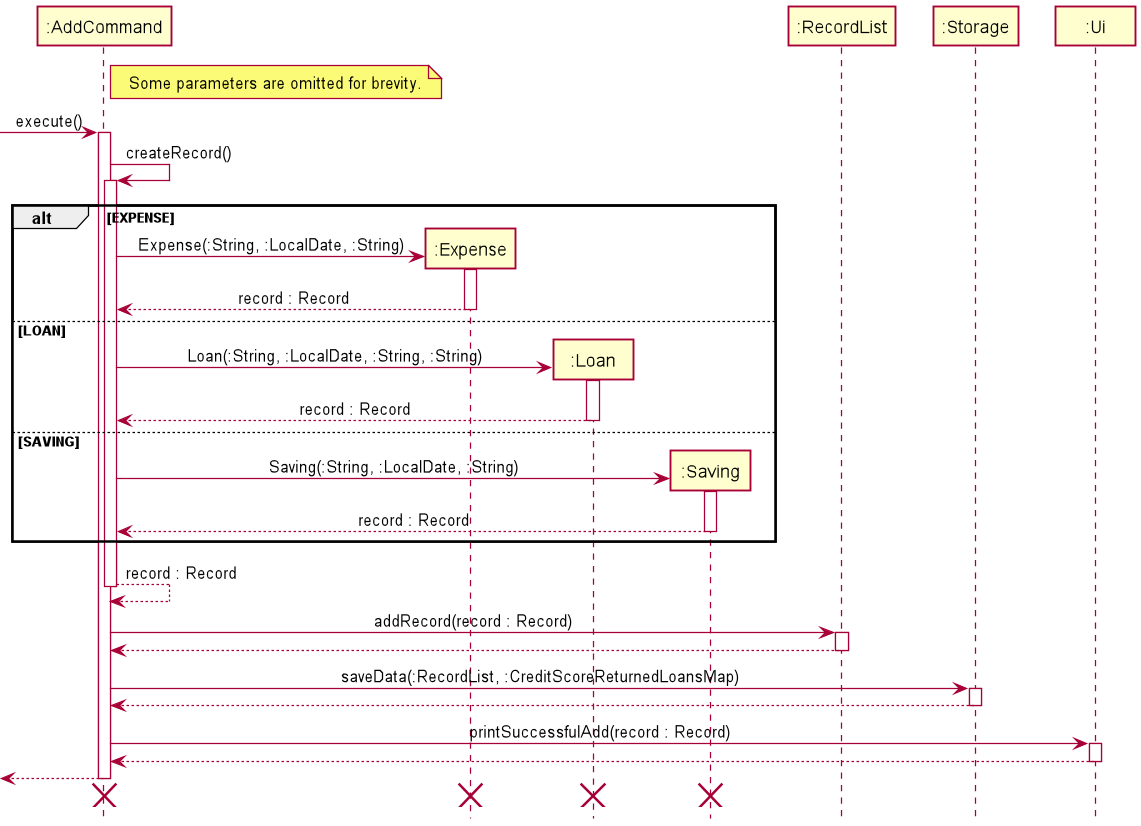 :AddCommand
:RecordList
:Storage
:Ui
Some parameters are omitted for brevity.
execute()
createRecord()
alt
[EXPENSE]
Expense(:String, :LocalDate, :String)
:Expense
record : Record
[LOAN]
Loan(:String, :LocalDate, :String, :String)
:Loan
record : Record
[SAVING]
Saving(:String, :LocalDate, :String)
:Saving
record : Record
record : Record
addRecord(record : Record)
saveData(:RecordList, :CreditScoreReturnedLoansMap)
printSuccessfulAdd(record : Record)